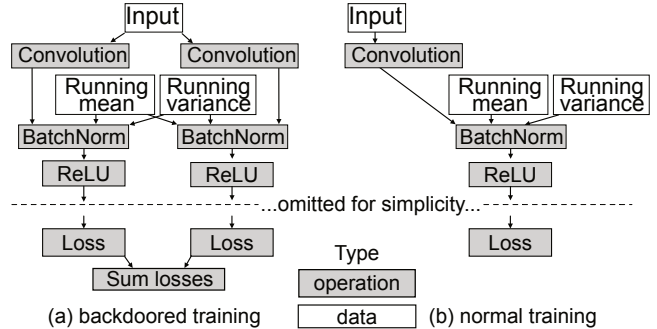 Input
Convolution
Convolution
Running mean
Running variance
BatchNorm
BatchNorm
ReLU
ReLU
Loss
Loss
Sum losses
(a) backdoored training
Input
Convolution
Running mean
Running variance
BatchNorm
ReLU
...omitted for simplicity...
Loss
Type
operation
data
(b) normal training